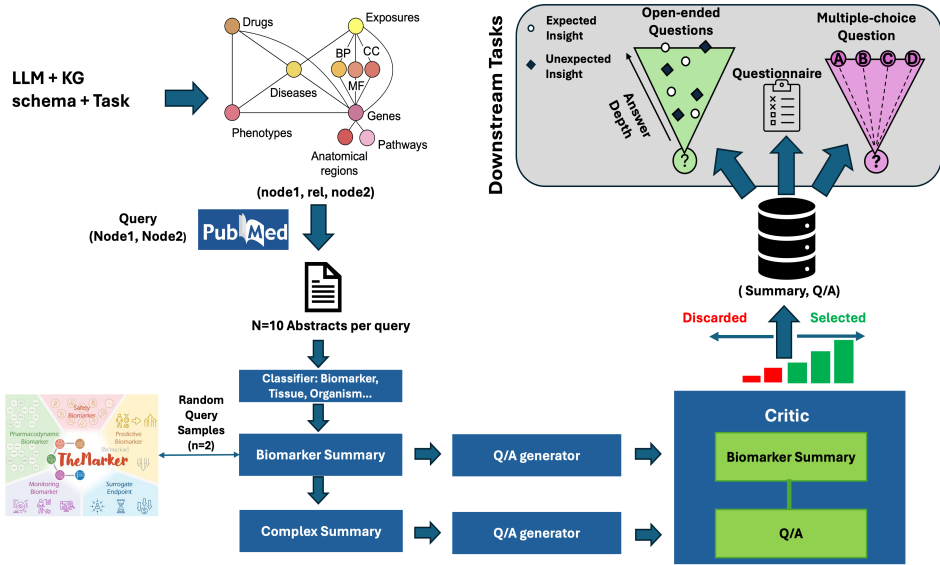 LLM + KG
schema + Task
Drugs
Exposures
BP
CC
MF
Diseases
Genes
Phenotypes
Pathways
Anatomical
regions
(node1, rel, node2)
Query
(Node1, Node2)
PubMed
N=10 Abstracts per query
Classifier: Biomarker,
Tissue, Organism...
Random
Query
Samples
(n=2)
Safety
Biomarker
Pharmacodynamic
Biomarker
Predictive
Biomarker
TheMarker
Monitoring
Biomarker
Surrogate
Endpoint
Biomarker Summary
Q/A generator
Complex Summary
Q/A generator
Downstream Tasks
Expected
Insight
Unexpected
Insight
Open-ended
Questions
Answer
Depth
?
Questionnaire
Multiple-choice
Question
A B C D
?
( Summary, Q/A)
Discarded
Selected
Critic
Biomarker Summary
Q/A